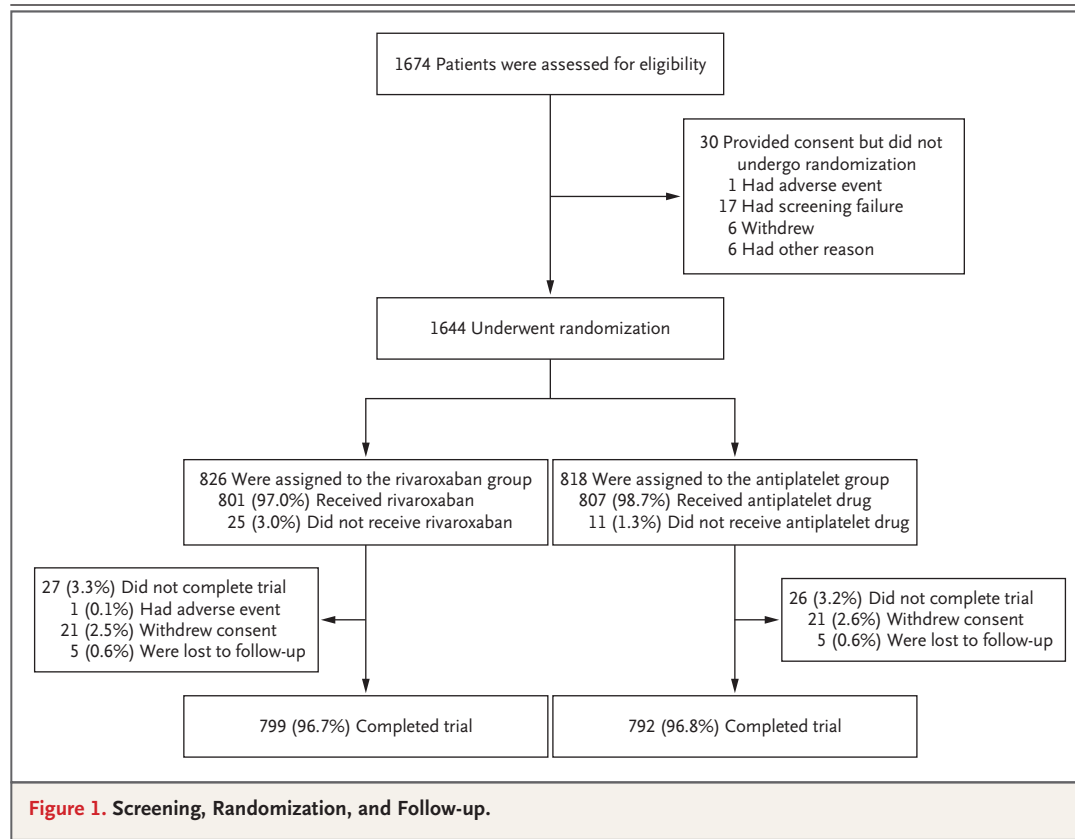 1674 Patients were assessed for eligibility
30 Provided consent but did not
undergo randomization
1 Had adverse event
17 Had screening failure
6 Withdrew
6 Had other reason
1644 Underwent randomization
826 Were assigned to the rivaroxaban group
801 (97.0%) Received rivaroxaban
25 (3.0%) Did not receive rivaroxaban
818 Were assigned to the antiplatelet group
807 (98.7%) Received antiplatelet drug
11 (1.3%) Did not receive antiplatelet drug
27 (3.3%) Did not complete trial
1 (0.1%) Had adverse event
21 (2.5%) Withdrew consent
5 (0.6%) Were lost to follow-up
26 (3.2%) Did not complete trial
21 (2.6%) Withdrew consent
5 (0.6%) Were lost to follow-up
799 (96.7%) Completed trial
792 (96.8%) Completed trial
Figure 1. Screening, Randomization, and Follow-up.